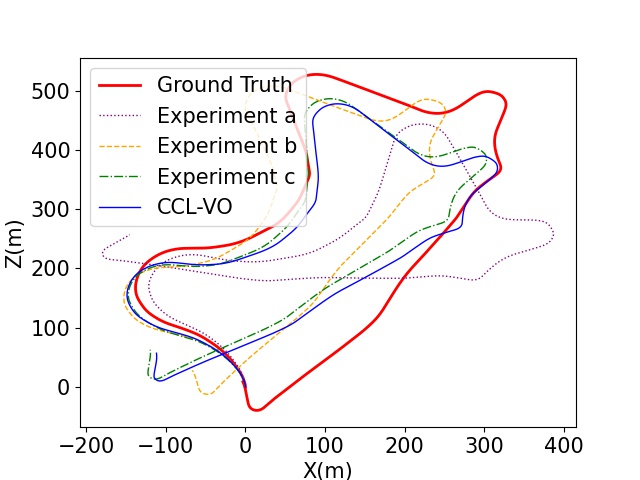 Ground Truth
Experiment a
Experiment b
Experiment c
CCL-VO
Z(m)
500
400
300
200
100
0
−200 −100 0 100 200 300 400
X(m)